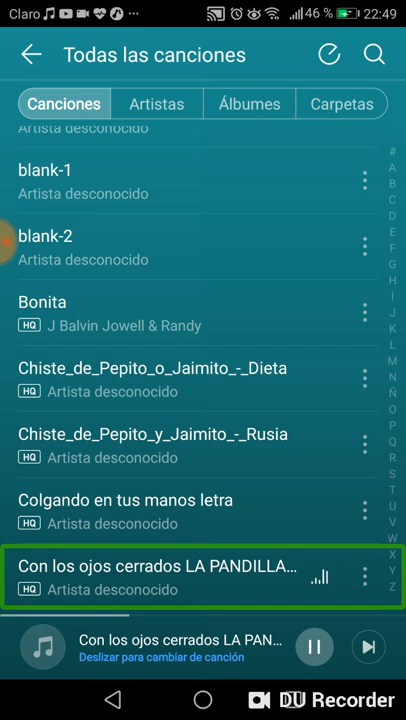 Claro
46 %
22:49
Todas las canciones
Canciones
Artistas
Álbumes
Carpetas
Artista desconocido
blank-1
Artista desconocido
blank-2
Artista desconocido
Bonita
HQ J Balvin Jowell & Randy
Chiste_de_Pepito_o_Jaimito_-_Dieta
HQ Artista desconocido
Chiste_de_Pepito_y_Jaimito_-_Rusia
HQ Artista desconocido
Colgando en tus manos letra
HQ Artista desconocido
Con los ojos cerrados LA PANDILLA...
HQ Artista desconocido
#
A
B
C
D
E
F
G
H
I
J
K
L
M
N
Ñ
O
P
Q
R
S
T
U
V
W
X
Y
Z
Con los ojos cerrados LA PAN...
Deslizar para cambiar de canción
DU Recorder